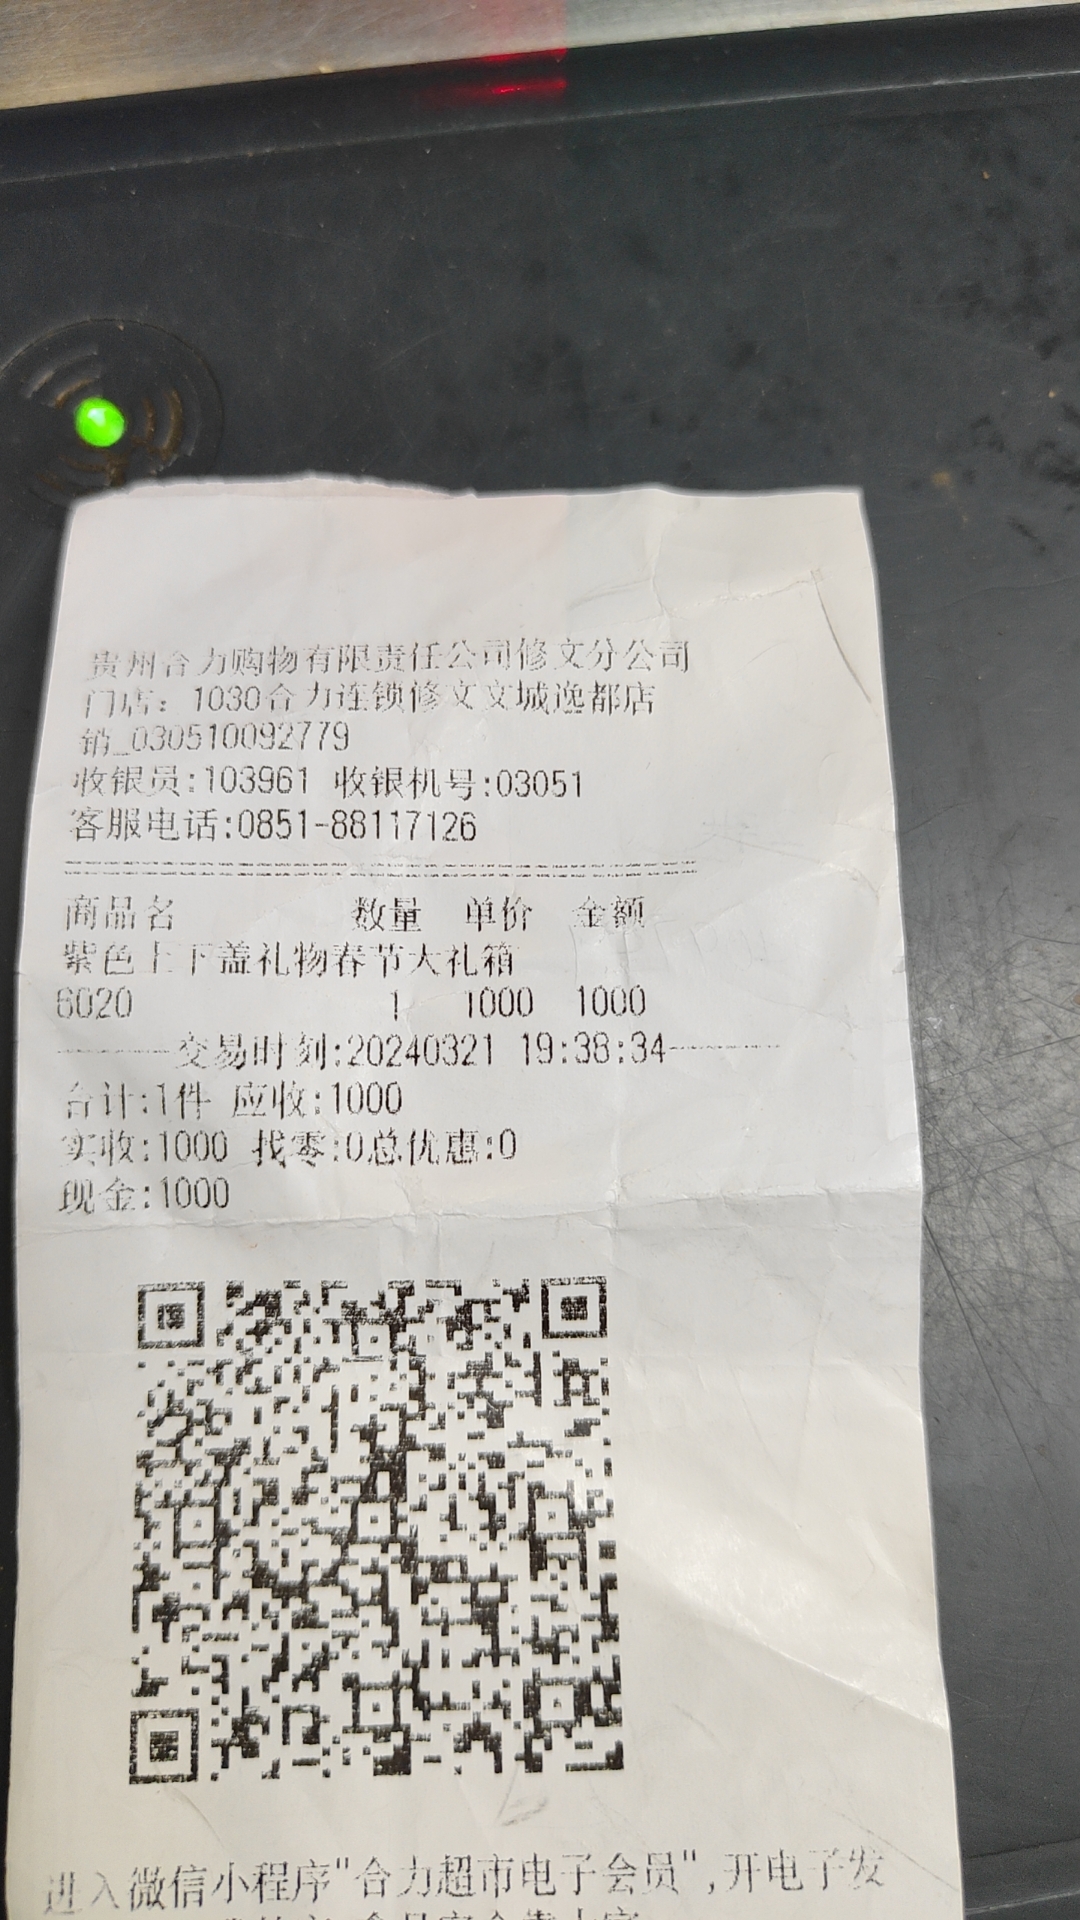 贵州合力购物有限责任公司修文分公司
门店：1030合力连锁修文文城逸都店
销_030510092779
收银员:103961 收银机号:03051
客服电话:0851-88117126
商品名 数量 单价 金额
紫色上下盖礼物春节大礼箱
6020 1 1000 1000
交易时刻:20240321 19:38:34
合计:1件 应收:1000
实收:1000 找零:0总优惠:0
现金:1000
进入微信小程序"合力超市电子会员",开电子发